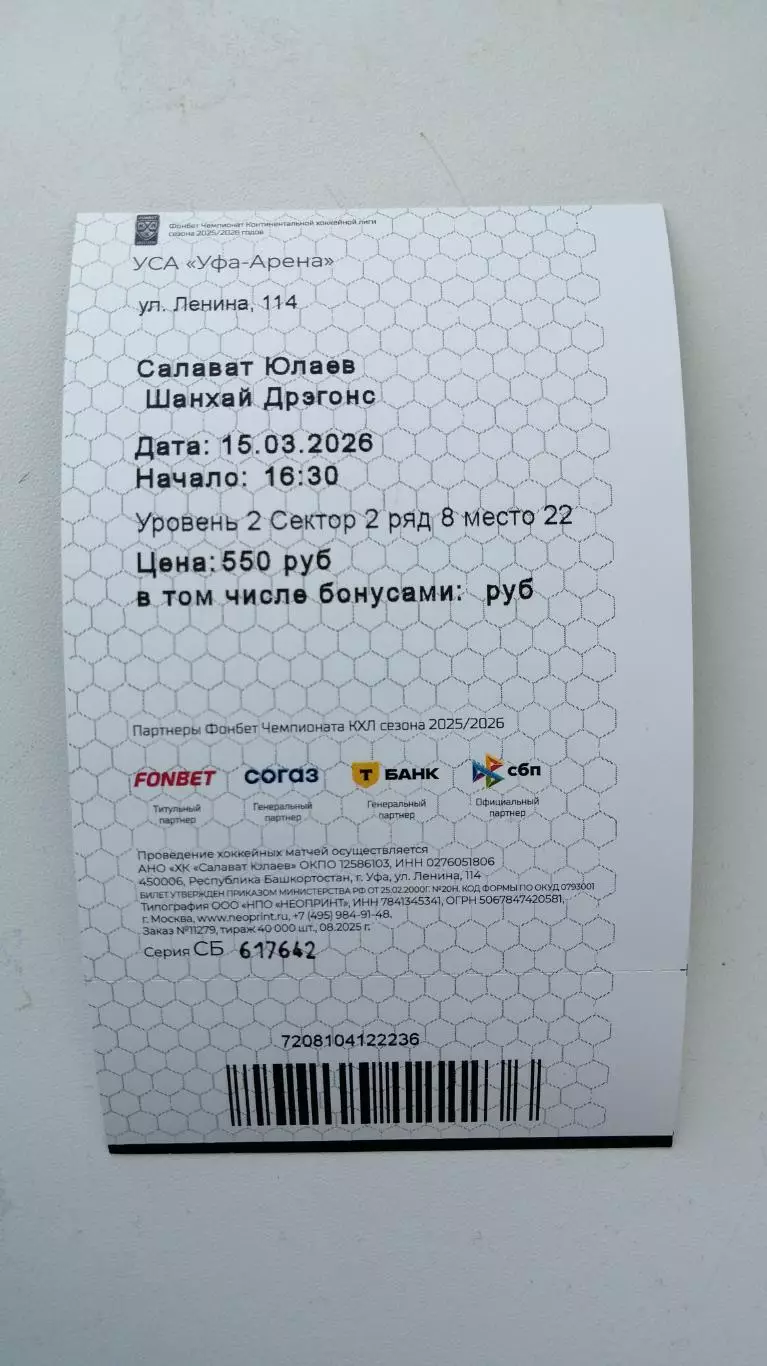 FONBET
Фонбет Чемпионат Континентальной хоккейной лиги
сезона 2025/2026 годов
УСА «Уфа-Арена»
ул. Ленина, 114
Салават Юлаев
Шанхай Дрэгонс
Дата: 15.03.2026
Начало: 16:30
Уровень 2 Сектор 2 ряд 8 место 22
Цена: 550 руб
в том числе бонусами: руб
Партнеры Фонбет Чемпионата КХЛ сезона 2025/2026
FONBET согаз Т БАНК сбп
Титульный партнер Генеральный партнер Генеральный партнер Официальный партнер
Проведение хоккейных матчей осуществляется
АНО «ХК «Салават Юлаев» ОКПО 12586103, ИНН 0276051806
450006, Республика Башкортостан, г. Уфа, ул. Ленина, 114
БИЛЕТ УТВЕРЖДЕН ПРИКАЗОМ МИНИСТЕРСТВА РФ ОТ 25.02.2000Г. №20Н. КОД ФОРМЫ ПО ОКУД 0793001
Типография ООО «НПО «НЕОПРИНТ», ИНН 7841345341, ОГРН 5067847420581,
г. Москва, www.neoprint.ru, +7 (495) 984-91-48.
Заказ №11279, тираж 40 000 шт., 08.2025 г.
Серия СБ 617642
7208104122236